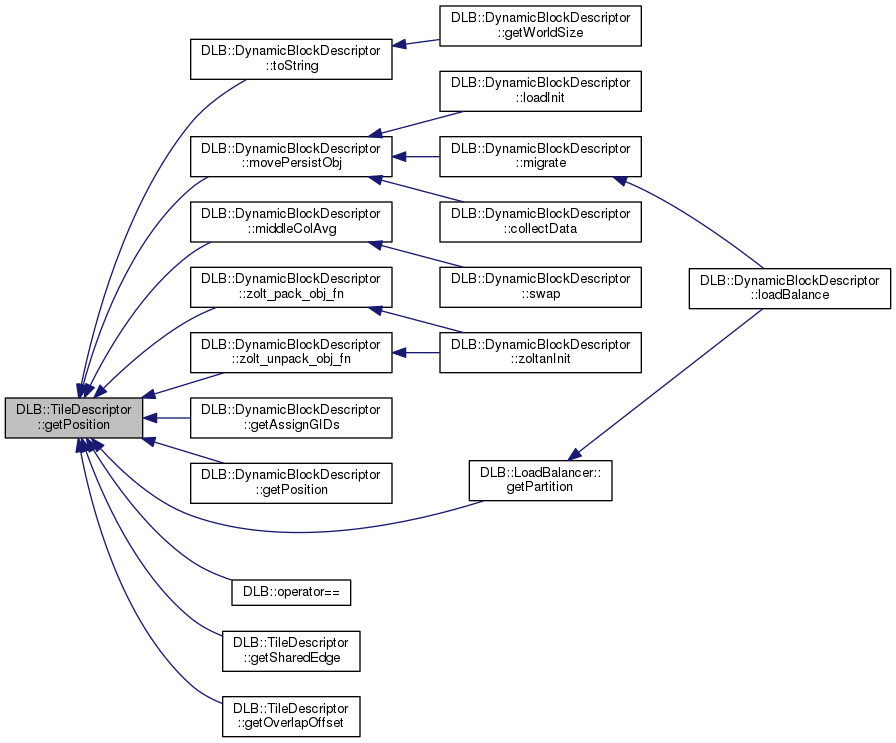 DLB::DynamicBlockDescriptor
::getWorldSize
DLB::DynamicBlockDescriptor
::toString
DLB::DynamicBlockDescriptor
::loadInit
DLB::DynamicBlockDescriptor
::movePersistObj
DLB::DynamicBlockDescriptor
::migrate
DLB::DynamicBlockDescriptor
::middleColAvg
DLB::DynamicBlockDescriptor
::collectData
DLB::DynamicBlockDescriptor
::zolt_pack_obj_fn
DLB::DynamicBlockDescriptor
::swap
DLB::DynamicBlockDescriptor
::loadBalance
DLB::DynamicBlockDescriptor
::zolt_unpack_obj_fn
DLB::DynamicBlockDescriptor
::zoltanInit
DLB::TileDescriptor
::getPosition
DLB::DynamicBlockDescriptor
::getAssignGIDs
DLB::DynamicBlockDescriptor
::getPosition
DLB::LoadBalancer::
getPartition
DLB::operator==
DLB::TileDescriptor
::getSharedEdge
DLB::TileDescriptor
::getOverlapOffset